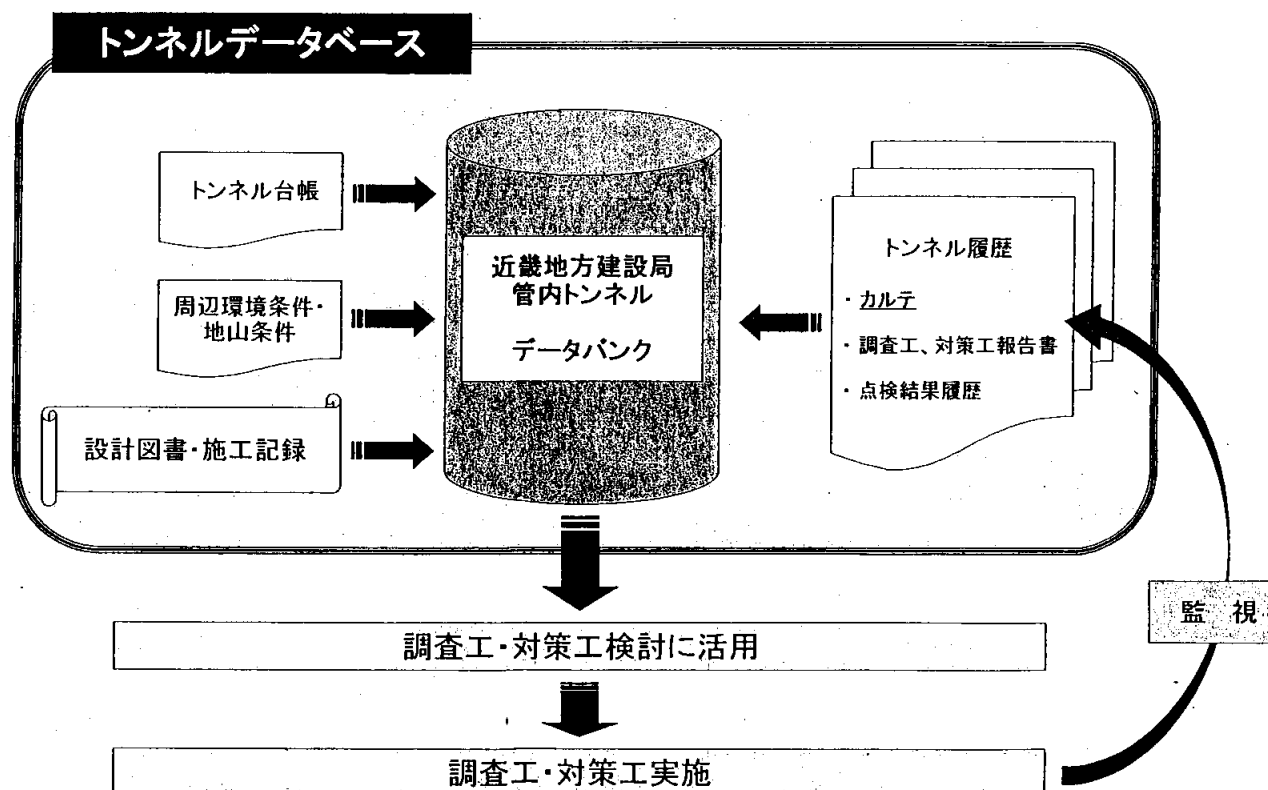 トンネルデータベース
トンネル台帳
周辺環境条件・
地山条件
設計図書・施工記録
近畿地方建設局
管内トンネル
データバンク
トンネル履歴
・カルテ
・調査工、対策工報告書
・点検結果履歴
調査工・対策工検討に活用
監 視
調査工・対策工実施